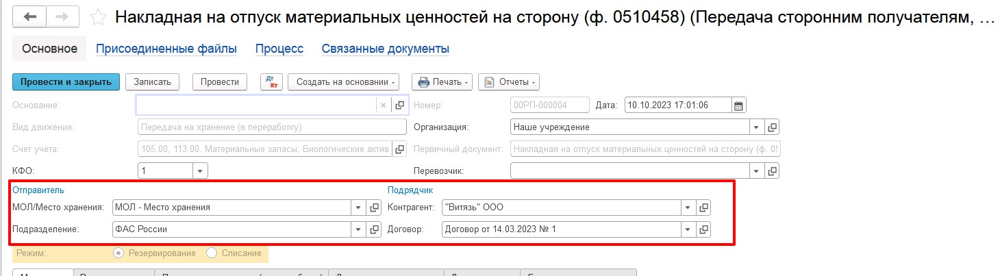 Накладная на отпуск материальных ценностей на сторону (ф. 0510458) (Передача сторонним получателям, ...
Основное Присоединенные файлы Процесс Связанные документы
Провести и закрыть Записать Провести Дт Кт Создать на основании Печать Отчеты
Основание: Номер: 00РП-000004 Дата: 10.10.2023 17:01:06
Вид движения: Передача на хранение (в переработку) Организация: Наше учреждение
Счет учета: 105.00, 113.00. Материальные запасы, Биологические актив Первичный документ: Накладная на отпуск материальных ценностей на сторону (ф. 05
КФО: 1 Перевозчик:
Отправитель Подрядчик
МОЛ/Место хранения: МОЛ - Место хранения Контрагент: "Витязь" ООО
Подразделение: ФАС России Договор: Договор от 14.03.2023 № 1
Режим: Резервирование Списание